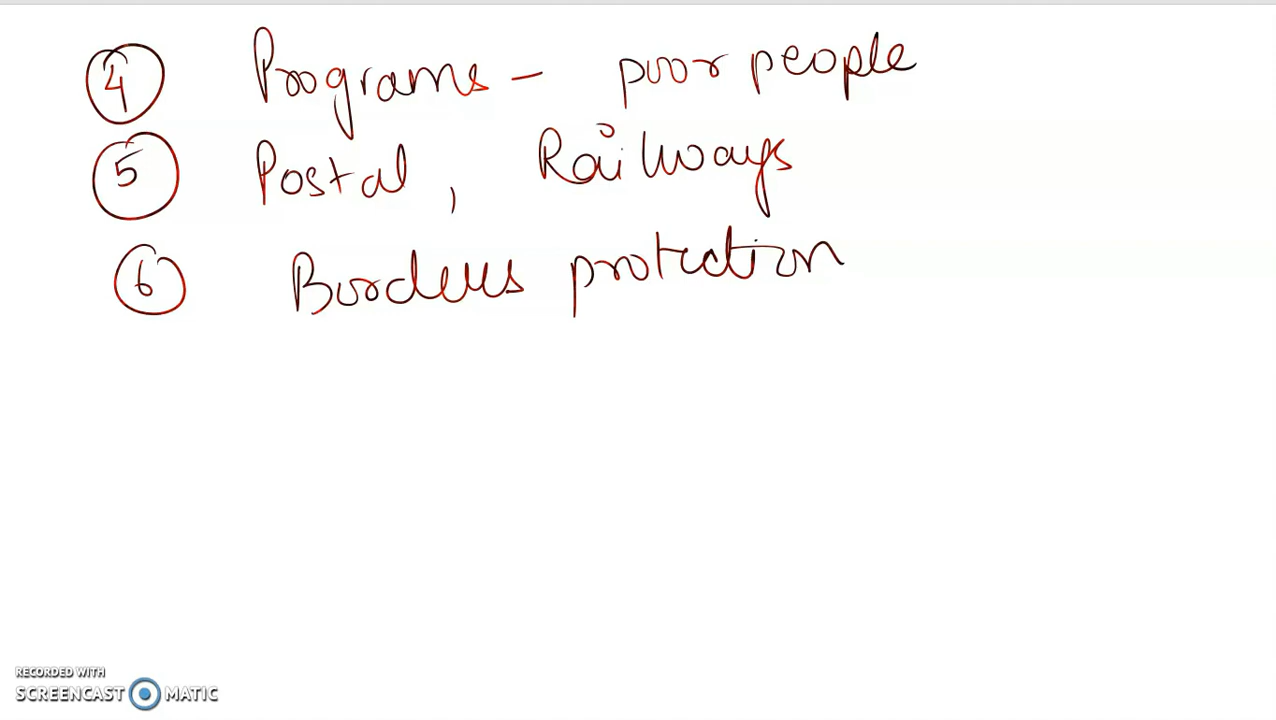 4 Programs - poor people
5 Postal, Railways
6 Borders protection
RECORDED WITH
SCREENCAST MATIC